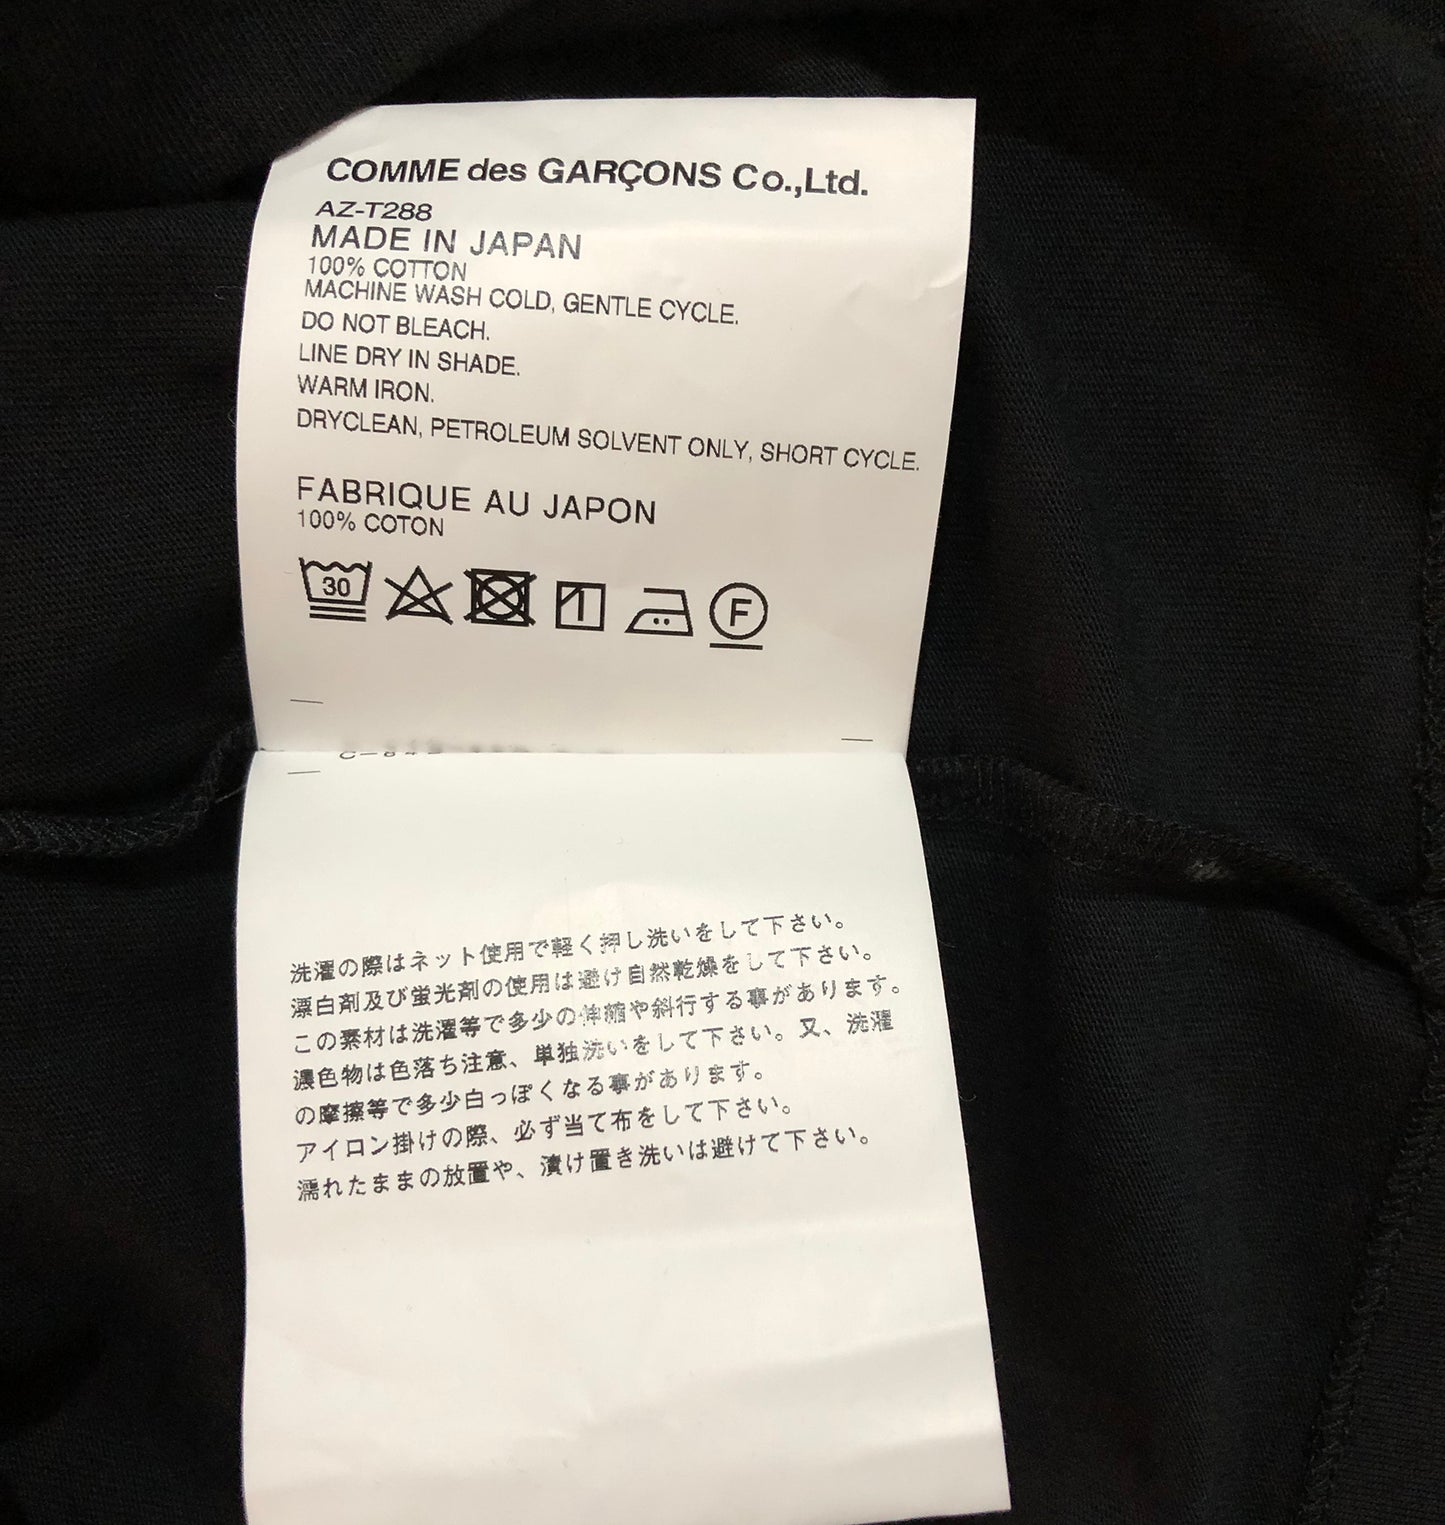 COMME des GARÇONS Co.,Ltd.
AZ-T288
MADE IN JAPAN
100% COTTON
MACHINE WASH COLD, GENTLE CYCLE.
DO NOT BLEACH.
LINE DRY IN SHADE.
WARM IRON.
DRYCLEAN, PETROLEUM SOLVENT ONLY, SHORT CYCLE.
FABRIQUE AU JAPON
100% COTON
30
F
洗濯の際はネット使用で軽く押し洗いをして下さい。
漂白剤及び蛍光剤の使用は避け自然乾燥をして下さい。
この素材は洗濯等で多少の伸縮や斜行する事があります。
濃色物は色落ち注意、単独洗いをして下さい。又、洗濯
の摩擦等で多少白っぽくなる事があります。
アイロン掛けの際、必ず当て布をして下さい。
濡れたままの放置や、漬け置き洗いは避けて下さい。